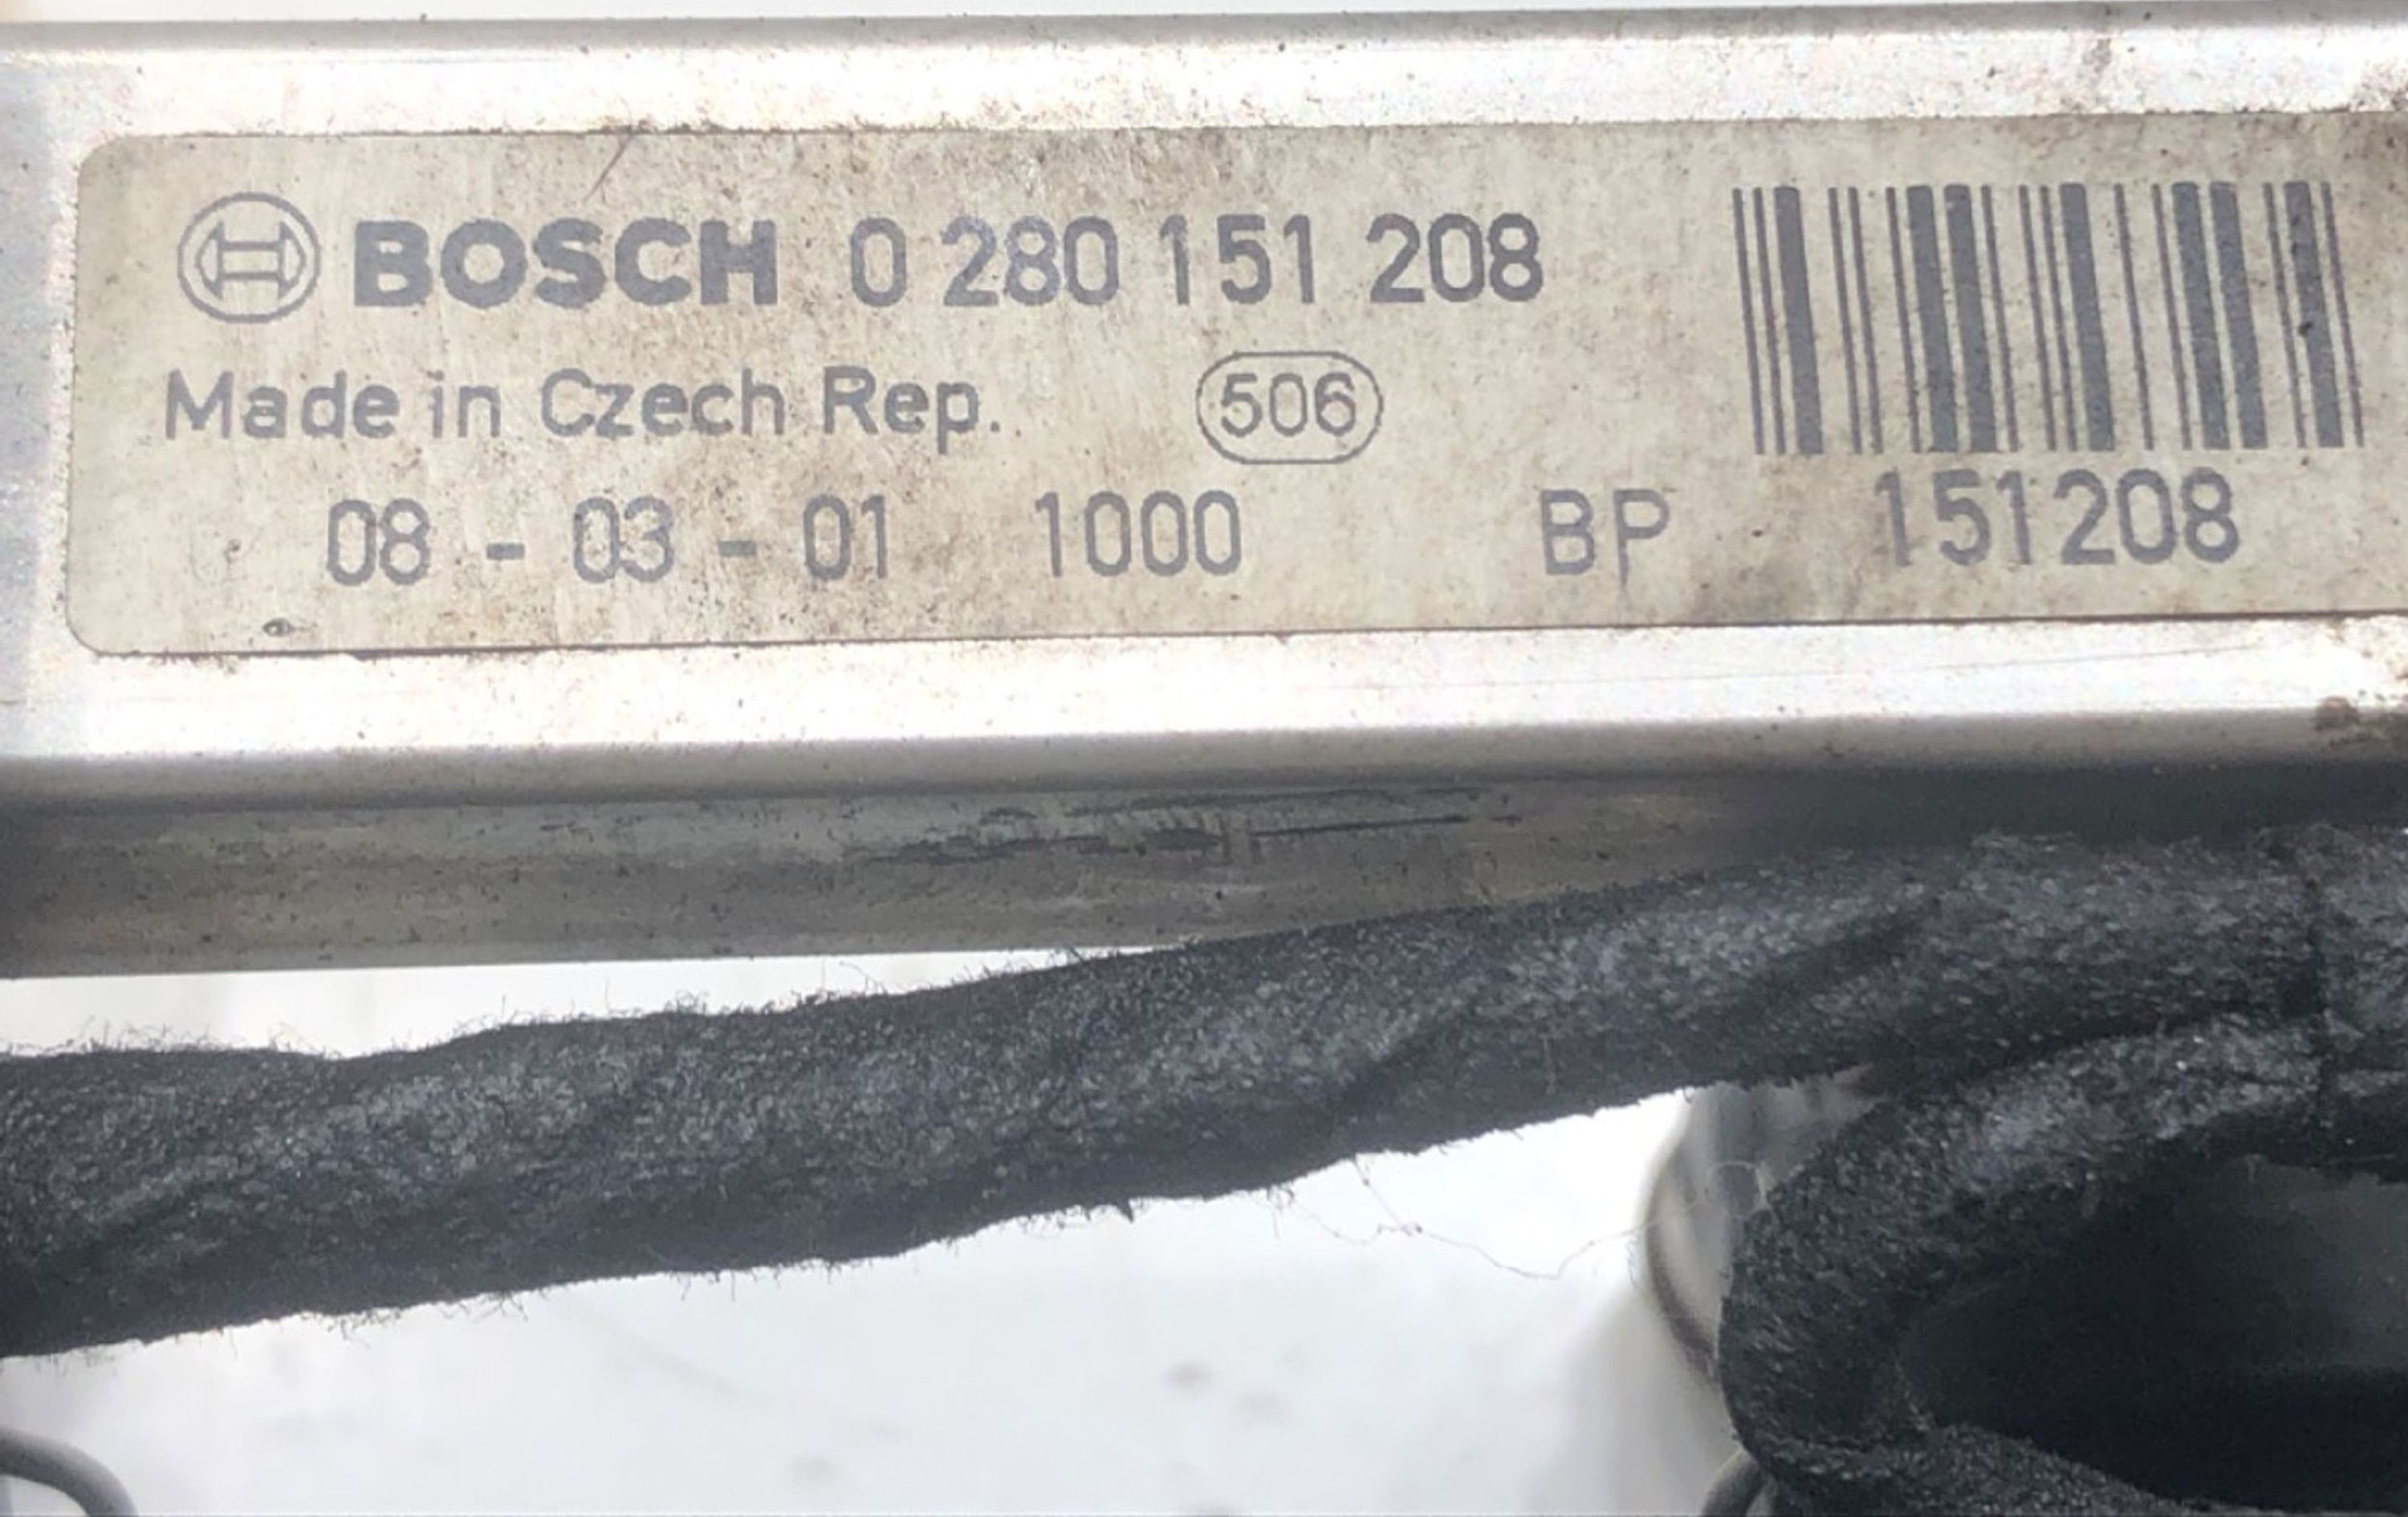 BOSCH 0 280 151 208
Made in Czech Rep. 506
08 - 03 - 01 1000 BP 151208